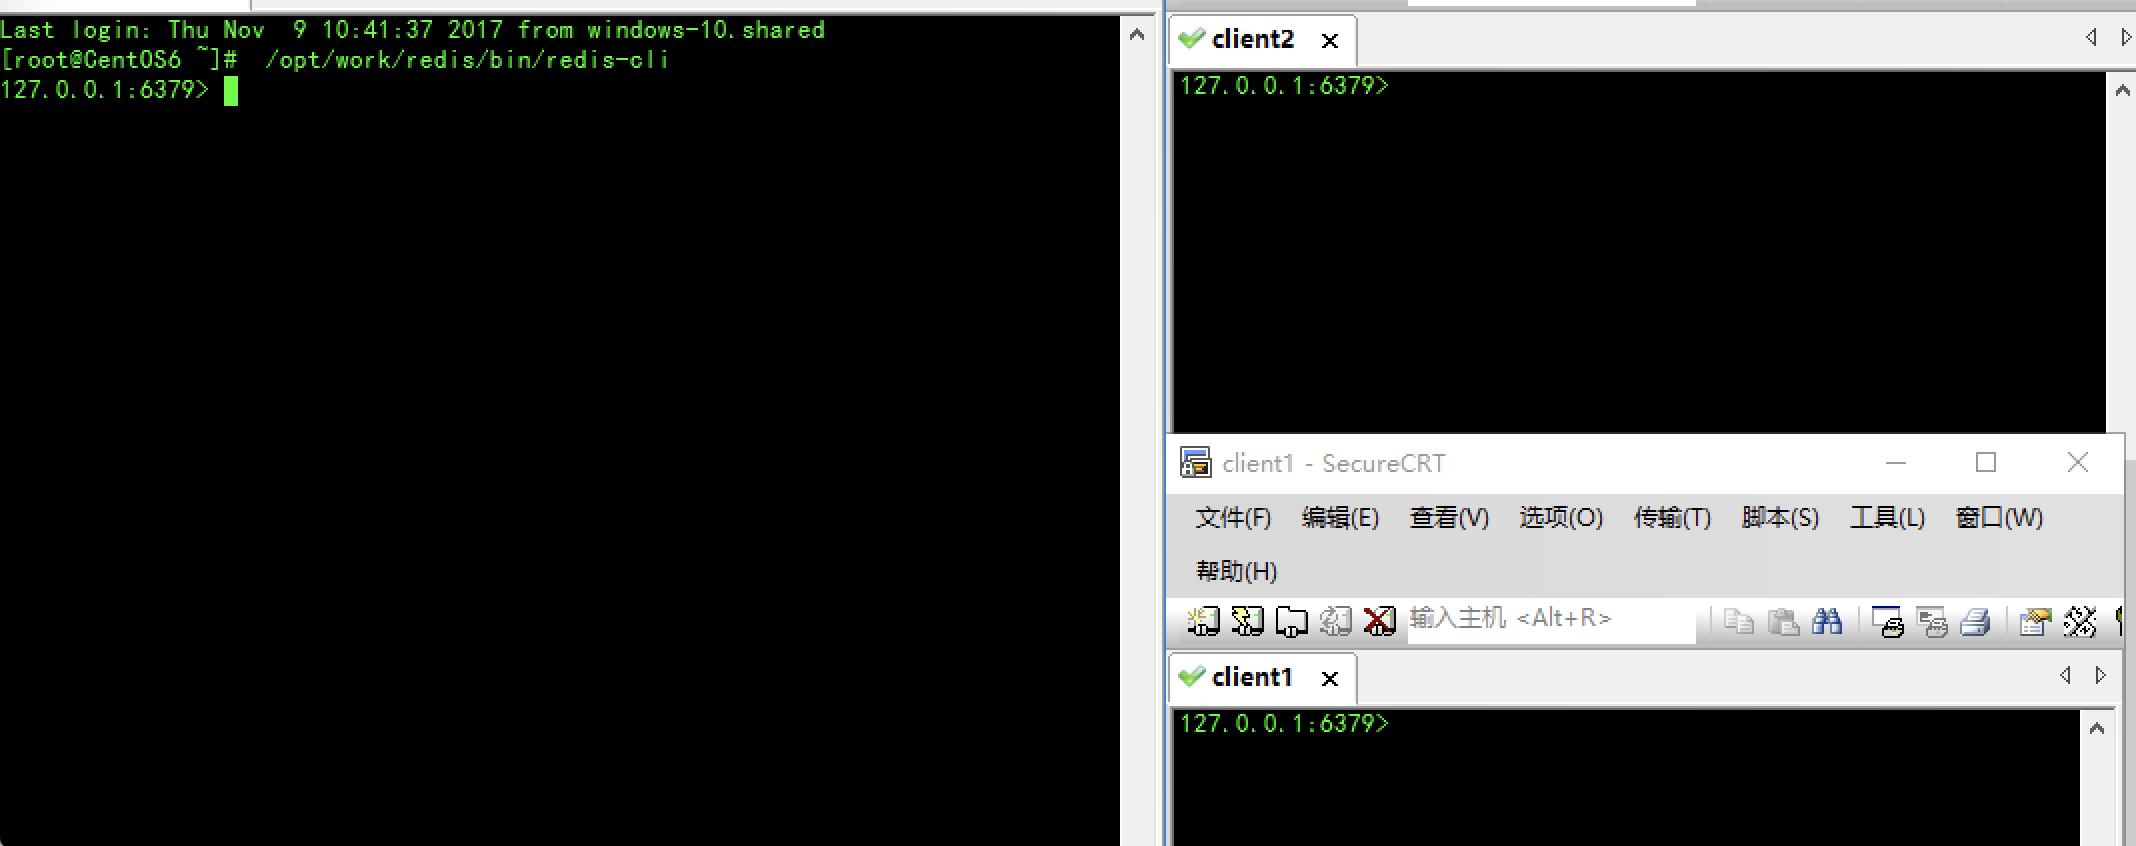 Last login: Thu Nov  9 10:41:37 2017 from windows-10.shared
[root@CentOS6 ~]#  /opt/work/redis/bin/redis-cli
127.0.0.1:6379>
client2
127.0.0.1:6379>
client1 - SecureCRT
文件(F) 编辑(E) 查看(V) 选项(O) 传输(T) 脚本(S) 工具(L) 窗口(W)
帮助(H)
输入主机 <Alt+R>
client1
127.0.0.1:6379>